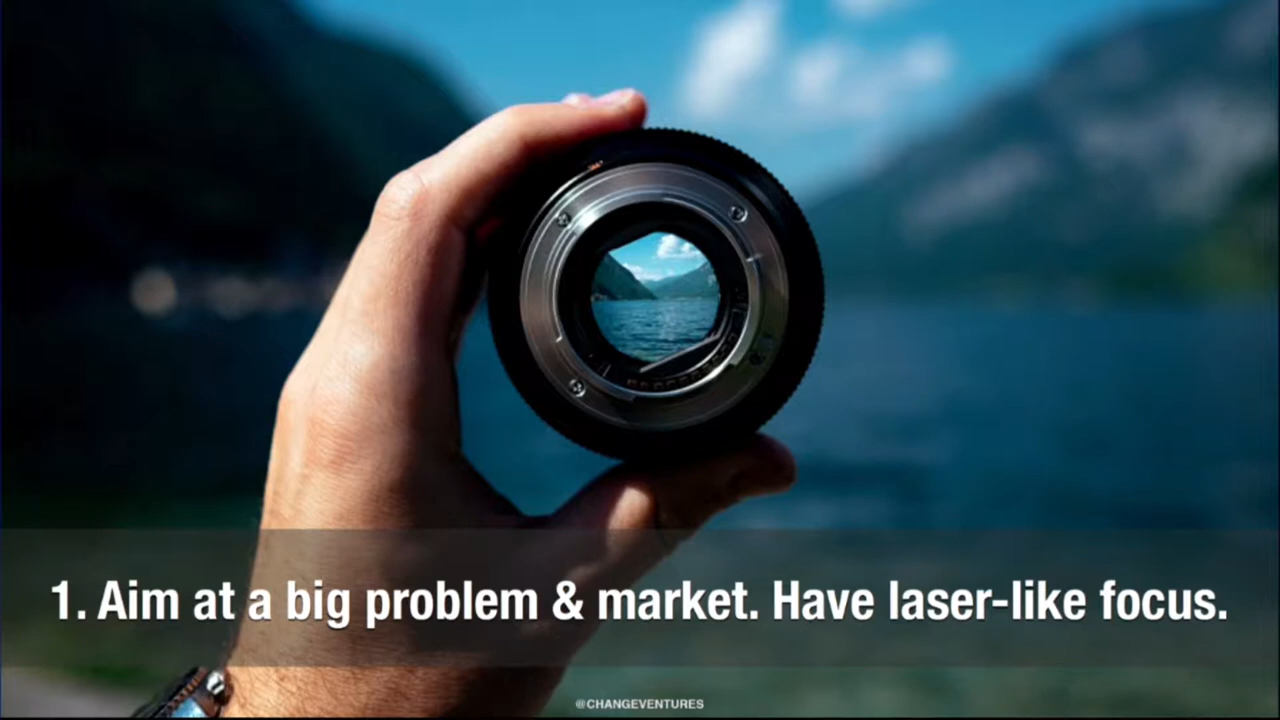 1. Aim at a big problem & market. Have laser-like focus.
@CHANGEVENTURES